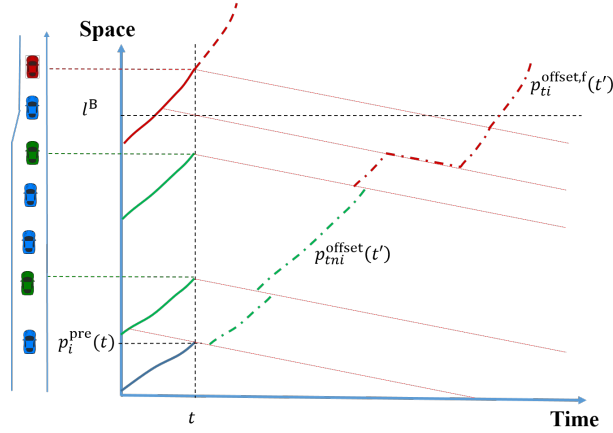 Space
l^B
p_{ti}^{offset,f}(t′)
p_{tni}^{offset}(t′)
p_i^{pre}(t)
t
Time